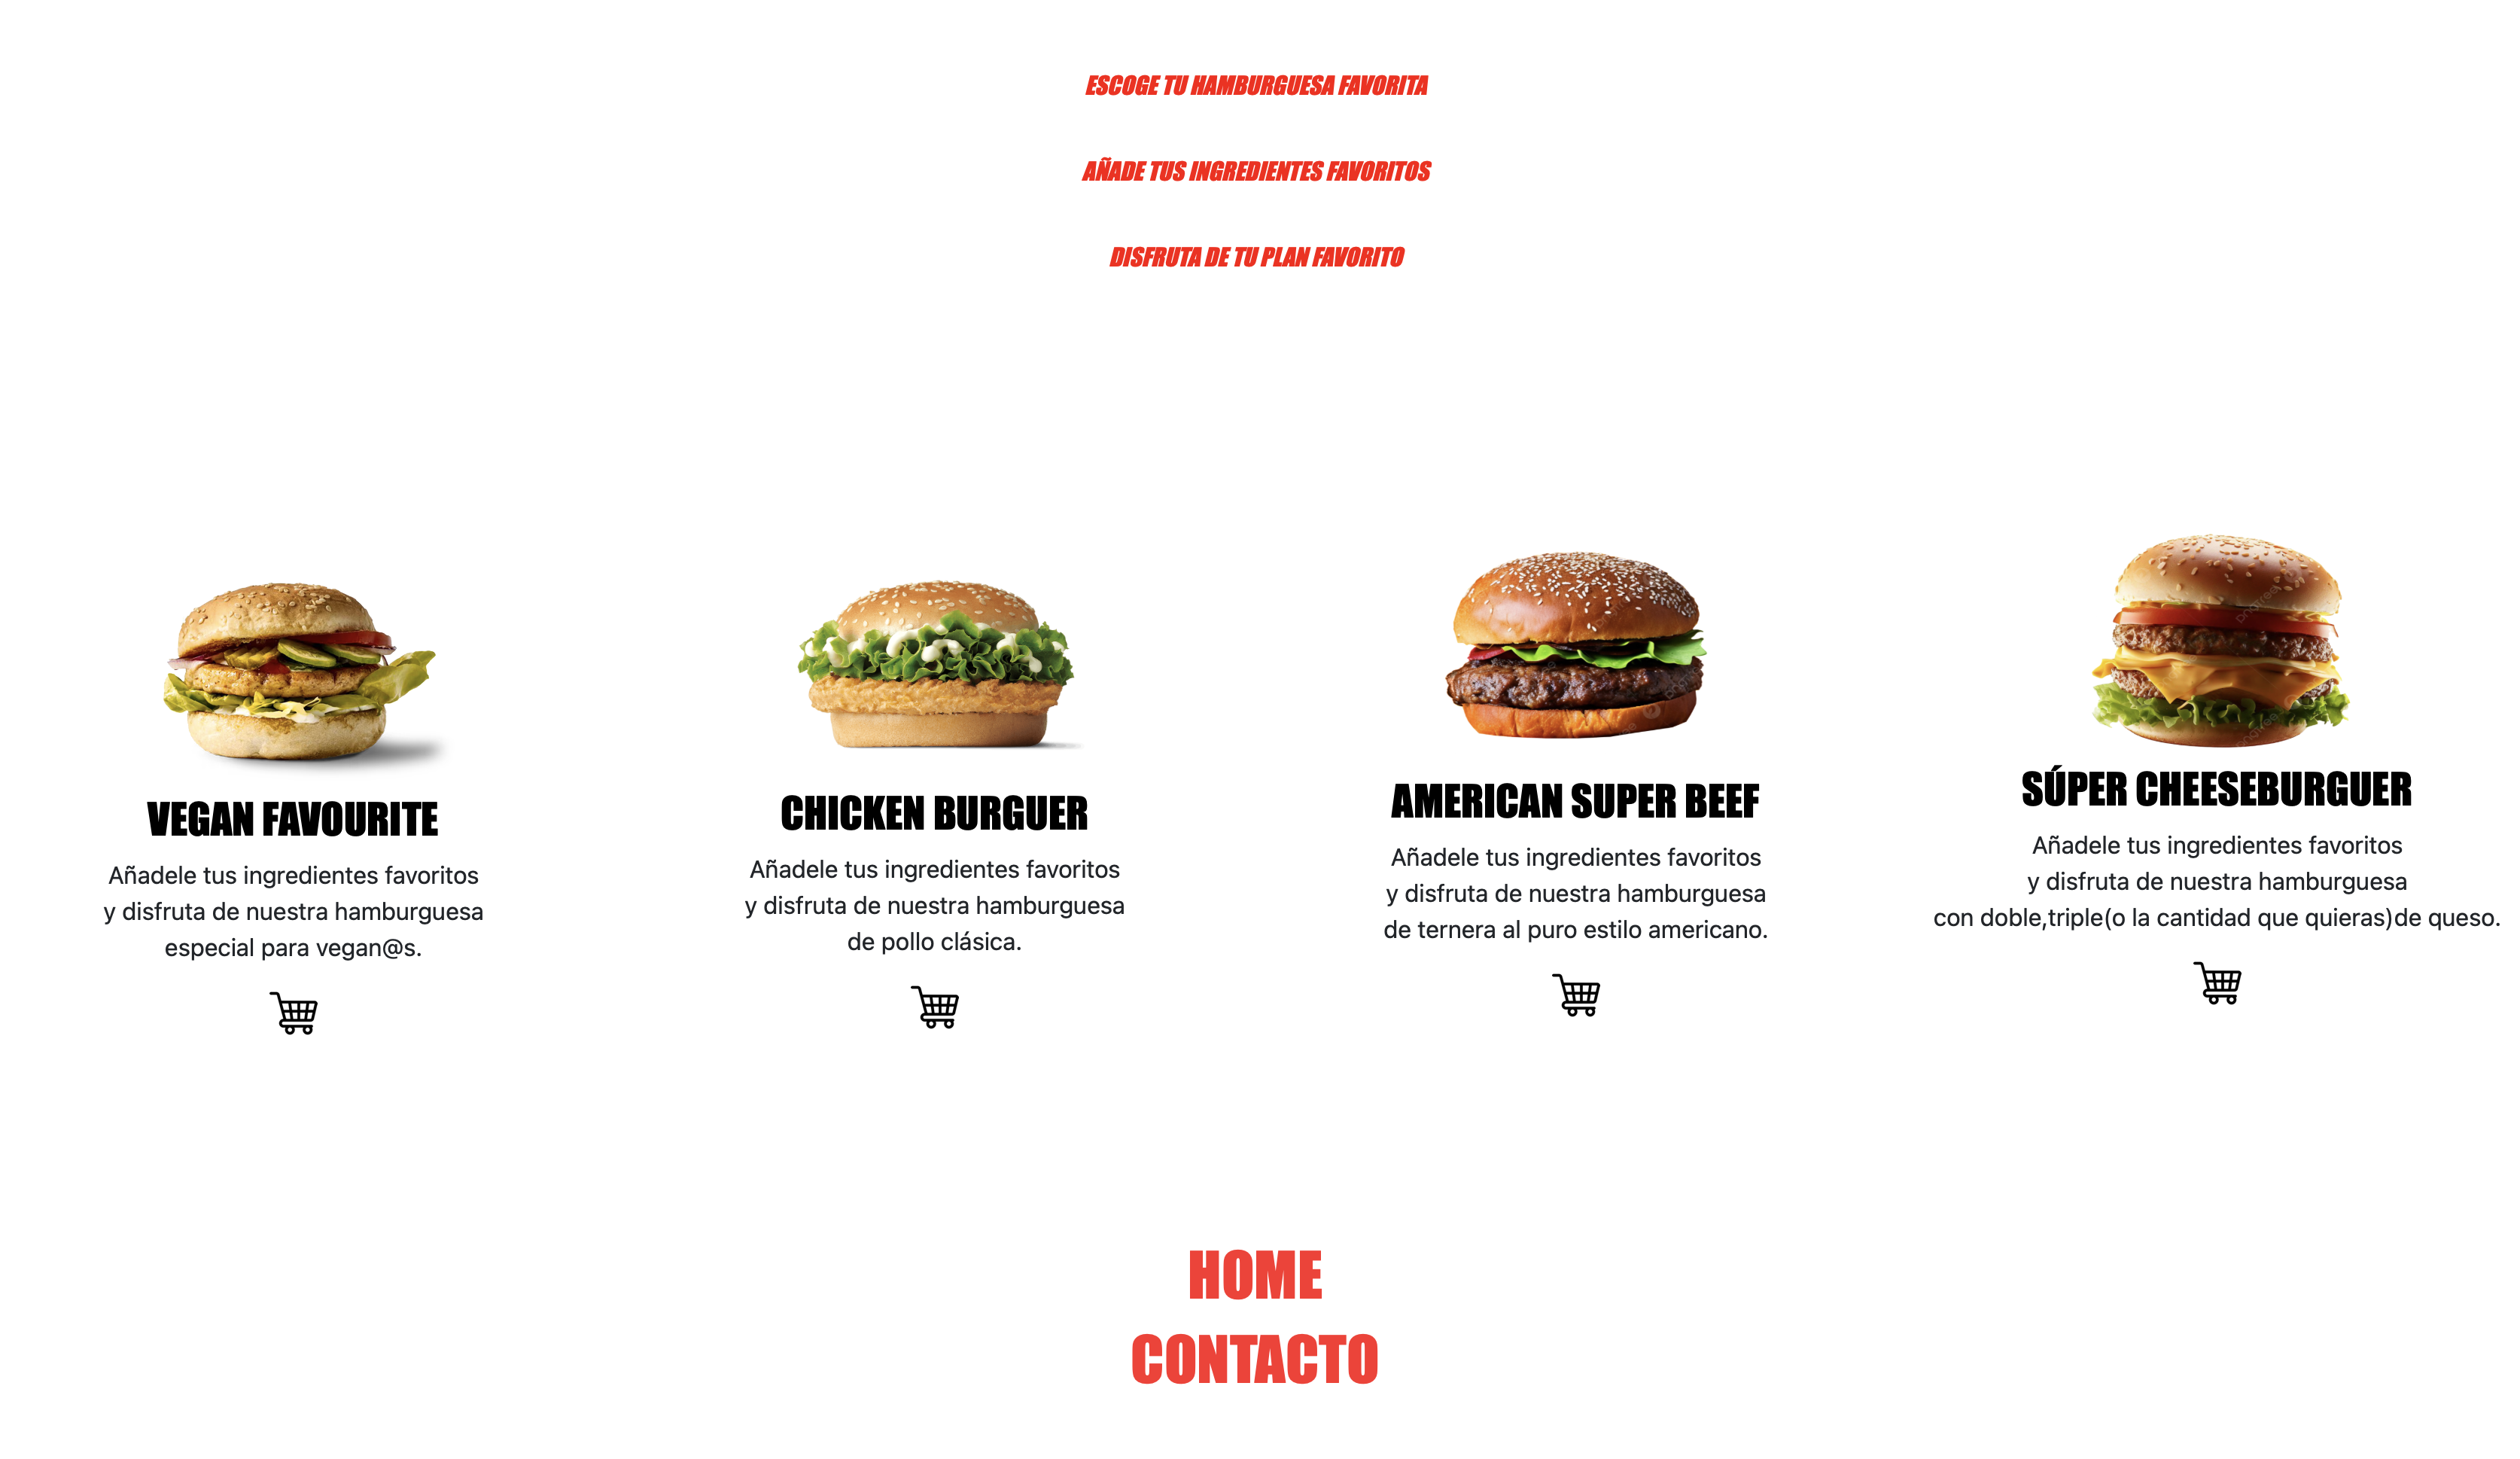 ESCOGE TU HAMBURGUESA FAVORITA
AÑADE TUS INGREDIENTES FAVORITOS
DISFRUTA DE TU PLAN FAVORITO
VEGAN FAVOURITE
Añadele tus ingredientes favoritos
y disfruta de nuestra hamburguesa
especial para vegan@s.
CHICKEN BURGUER
Añadele tus ingredientes favoritos
y disfruta de nuestra hamburguesa
de pollo clásica.
AMERICAN SUPER BEEF
Añadele tus ingredientes favoritos
y disfruta de nuestra hamburguesa
de ternera al puro estilo americano.
SÚPER CHEESEBURGUER
Añadele tus ingredientes favoritos
y disfruta de nuestra hamburguesa
con doble,triple(o la cantidad que quieras)de queso.
HOME
CONTACTO